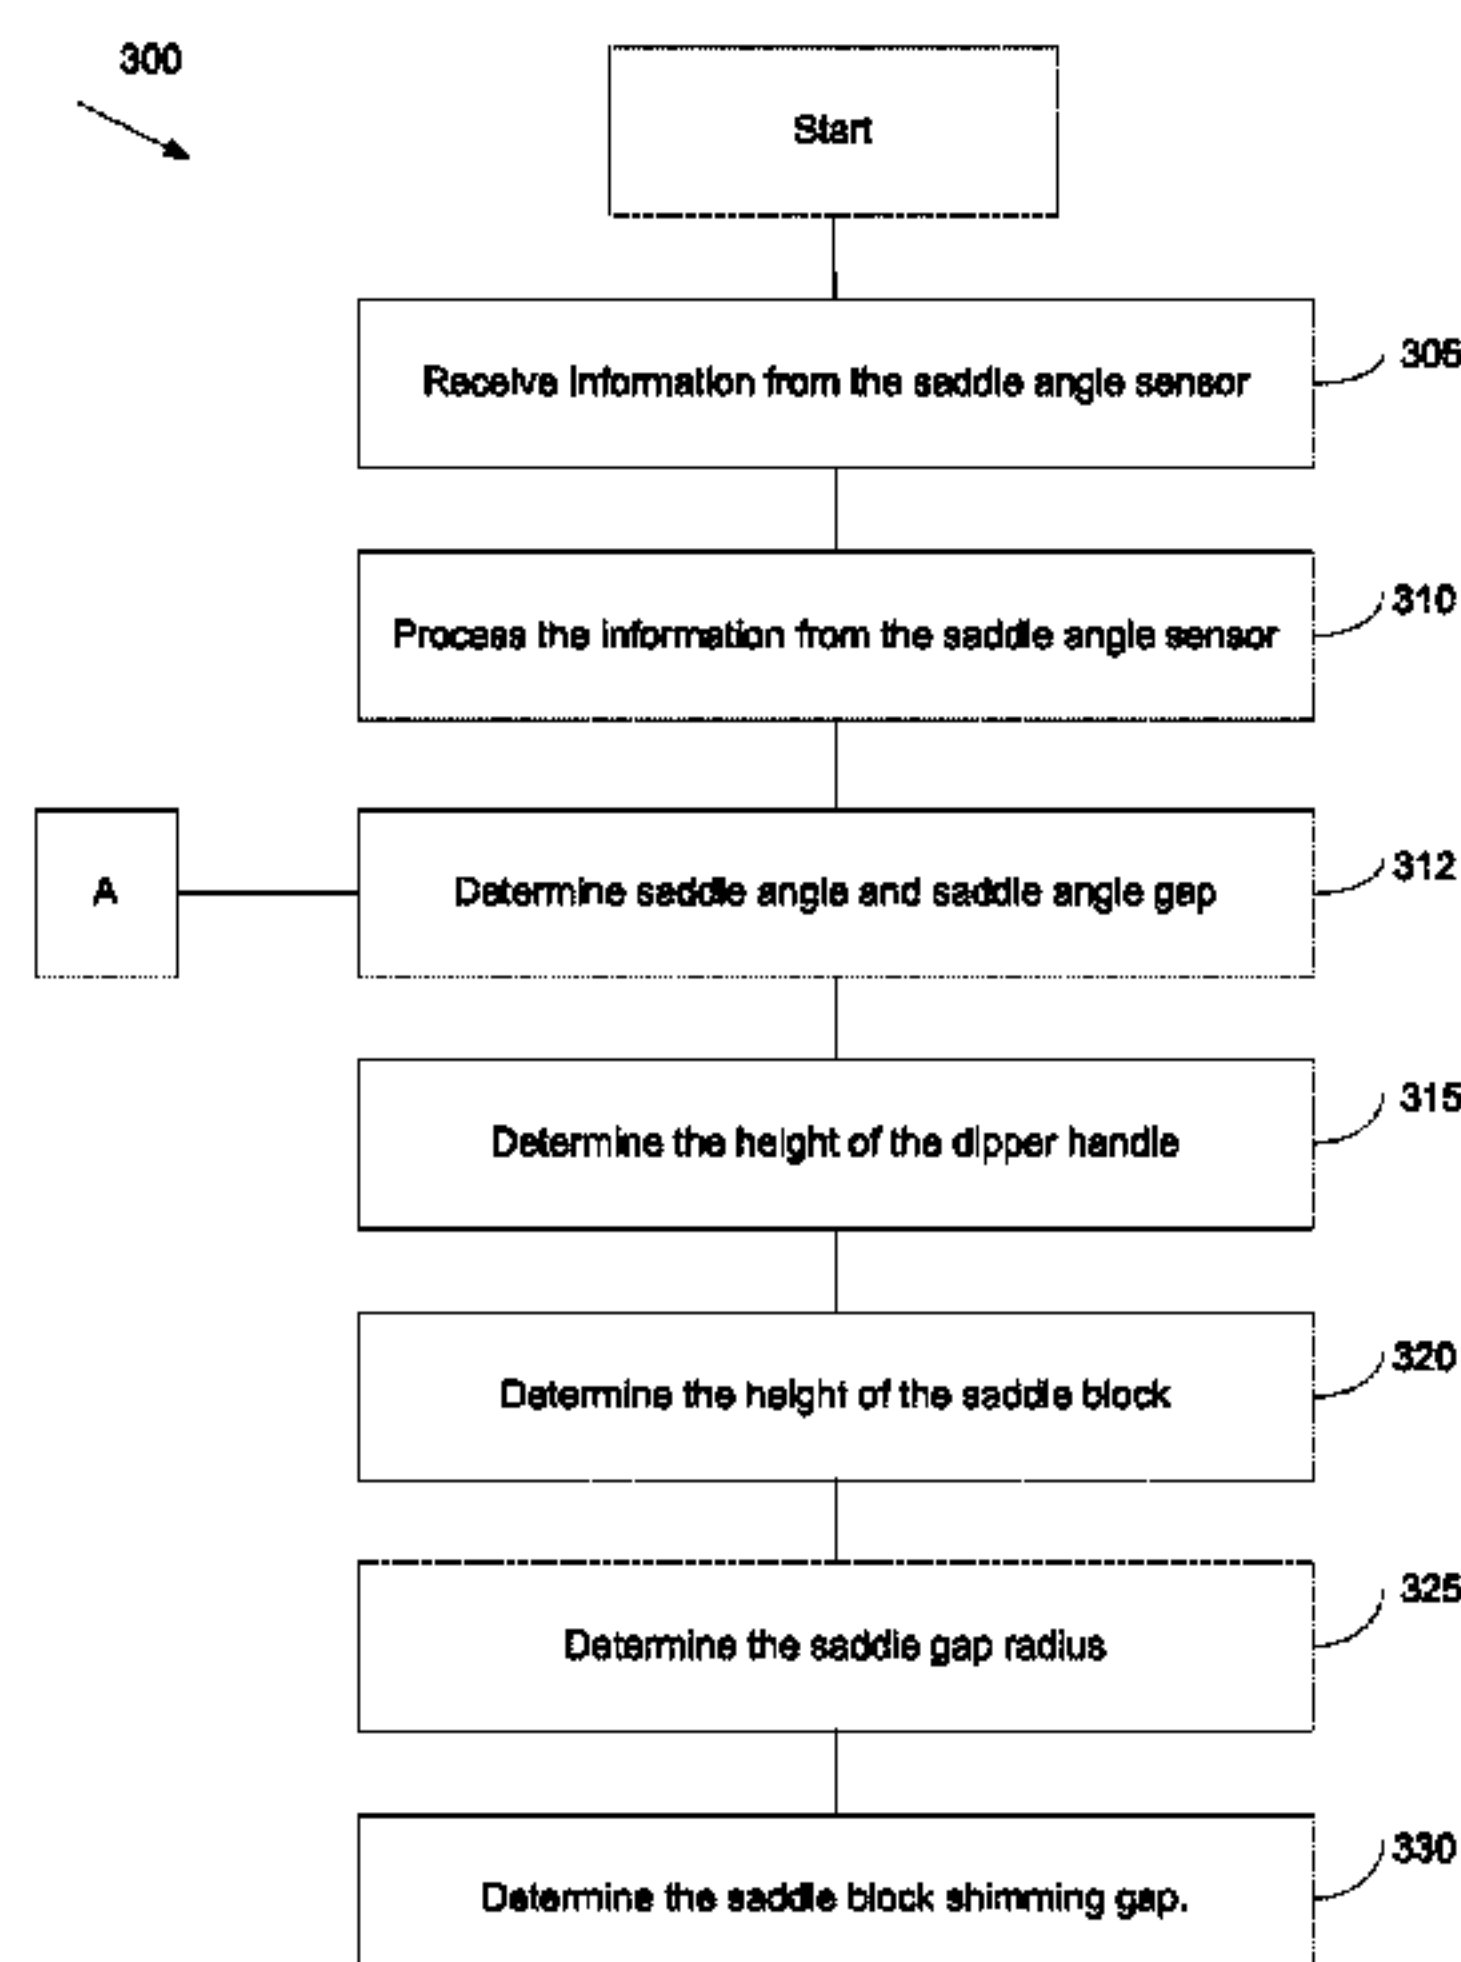 300
Start
Receive information from the saddle angle sensor
305
Process the information from the saddle angle sensor
310
A
Determine saddle angle and saddle angle gap
312
Determine the height of the dipper handle
315
Determine the height of the saddle block
320
Determine the saddle gap radius
325
Determine the saddle block shimming gap.
330